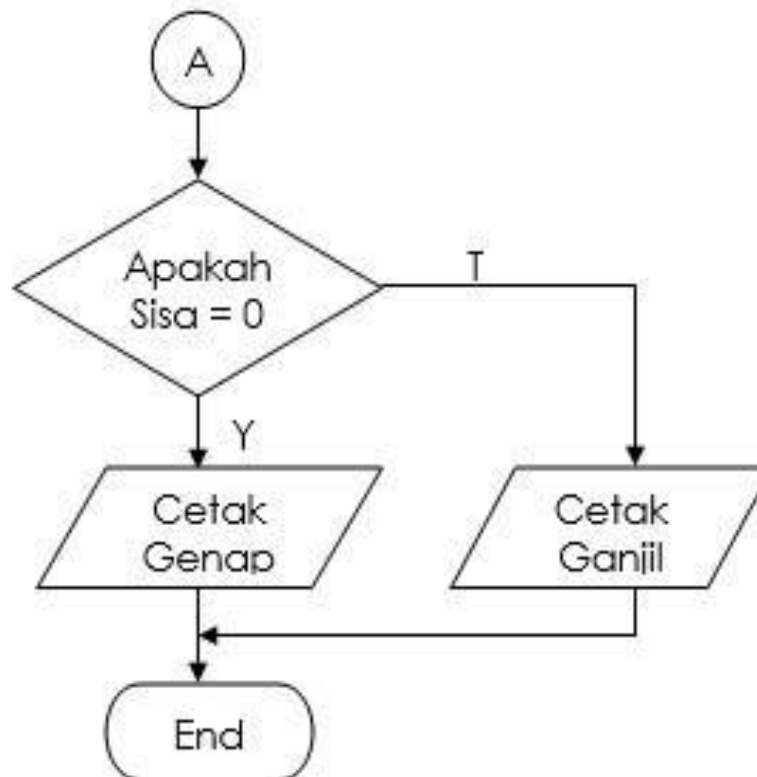 A
Apakah
Sisa = 0
T
Y
Cetak
Genap
Cetak
Ganjil
End